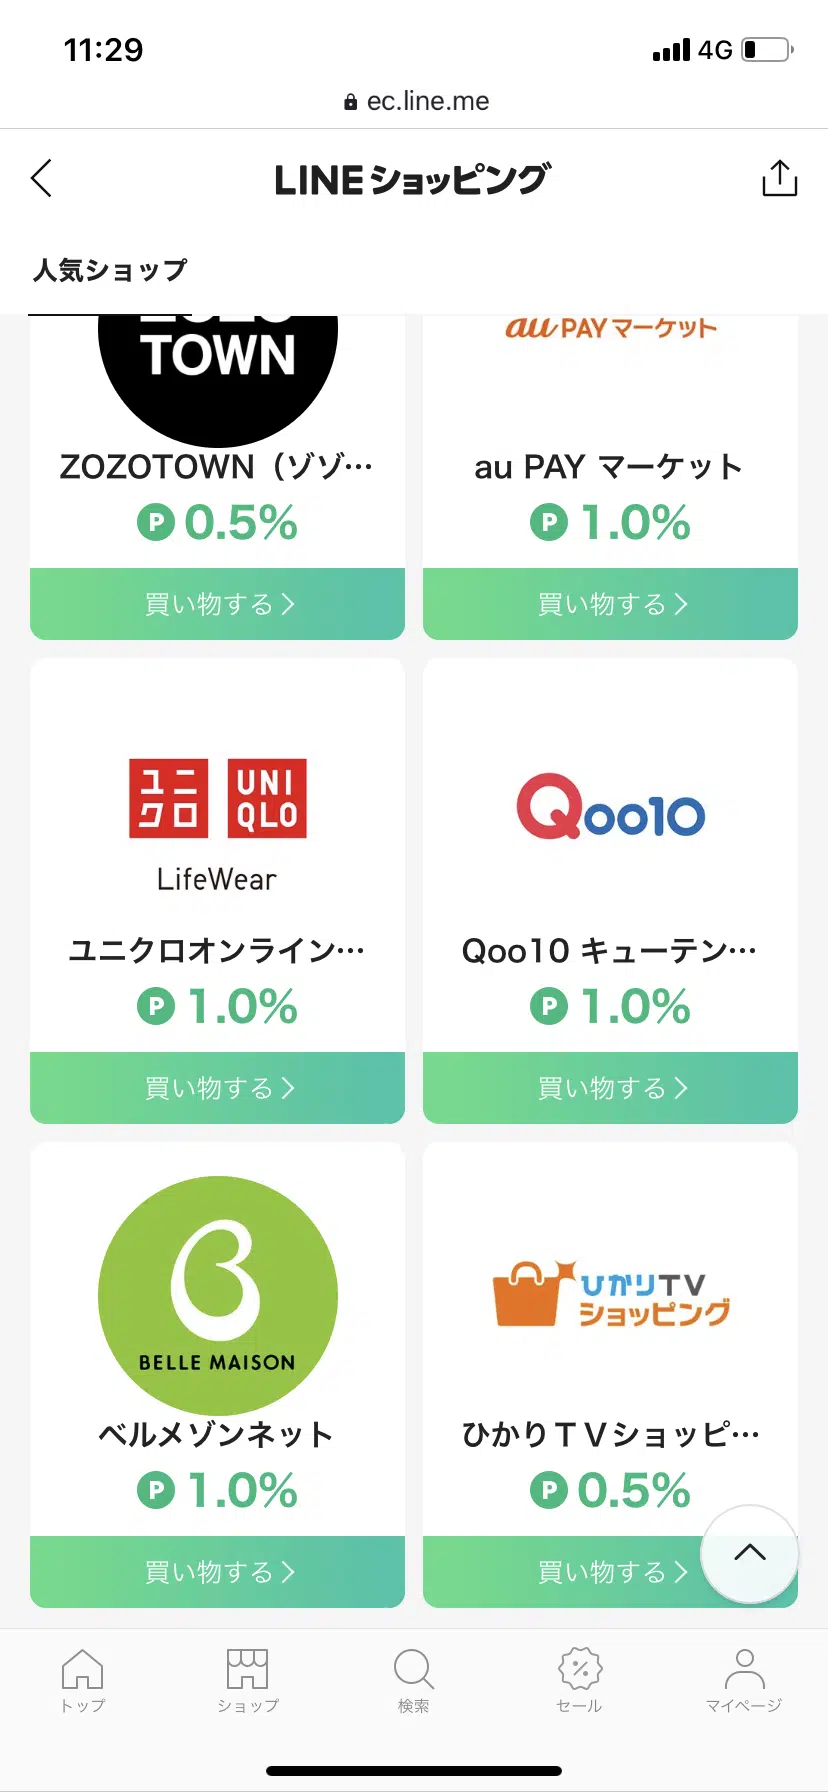 11:29
4G
ec.line.me
LINEショッピング
人気ショップ
TOWN
au PAY マーケット
ZOZOTOWN（ゾゾ…
au PAY マーケット
P 0.5%
P 1.0%
買い物する
買い物する
ユニクロ
UNIQLO
LifeWear
Qoo10
ユニクロオンライン…
Qoo10 キューテン…
P 1.0%
P 1.0%
買い物する
買い物する
BELLE MAISON
ひかりTV
ショッピング
ベルメゾンネット
ひかりＴＶショッピ…
P 1.0%
P 0.5%
買い物する
買い物する
トップ
ショップ
検索
セール
マイページ